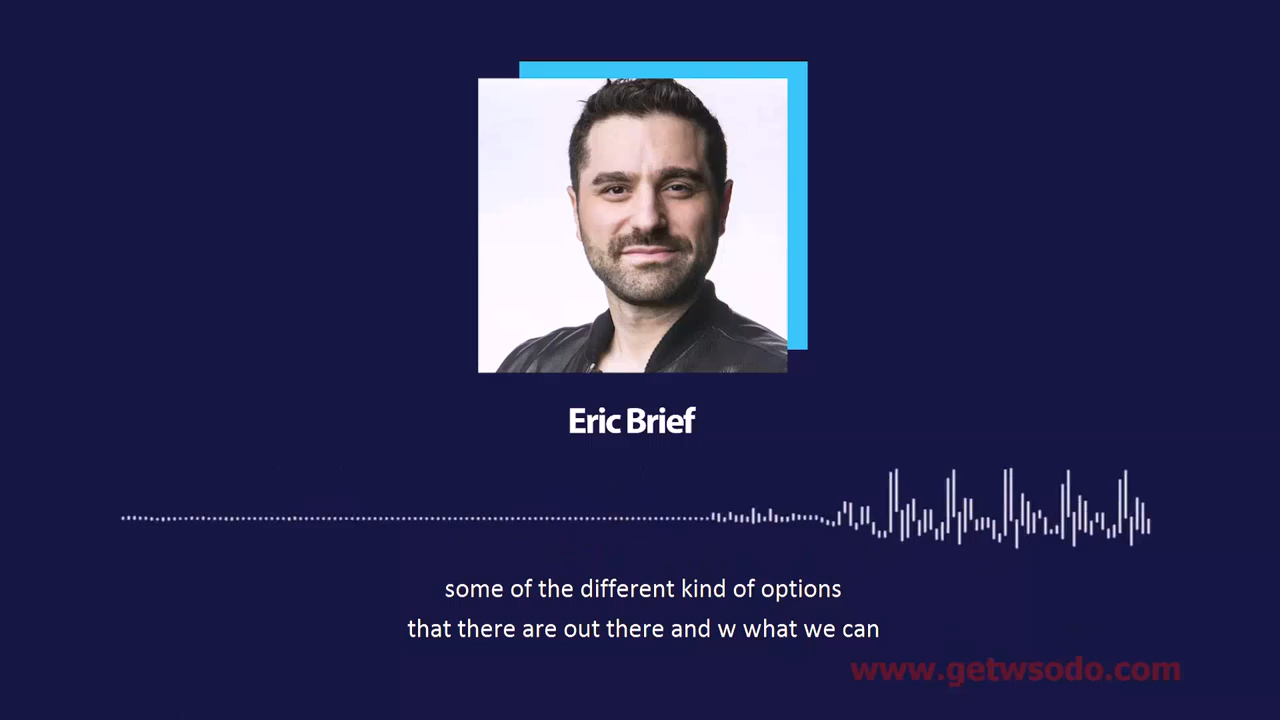 Eric Brief
some of the different kind of options
that there are out there and w what we can
www.getwsodo.com